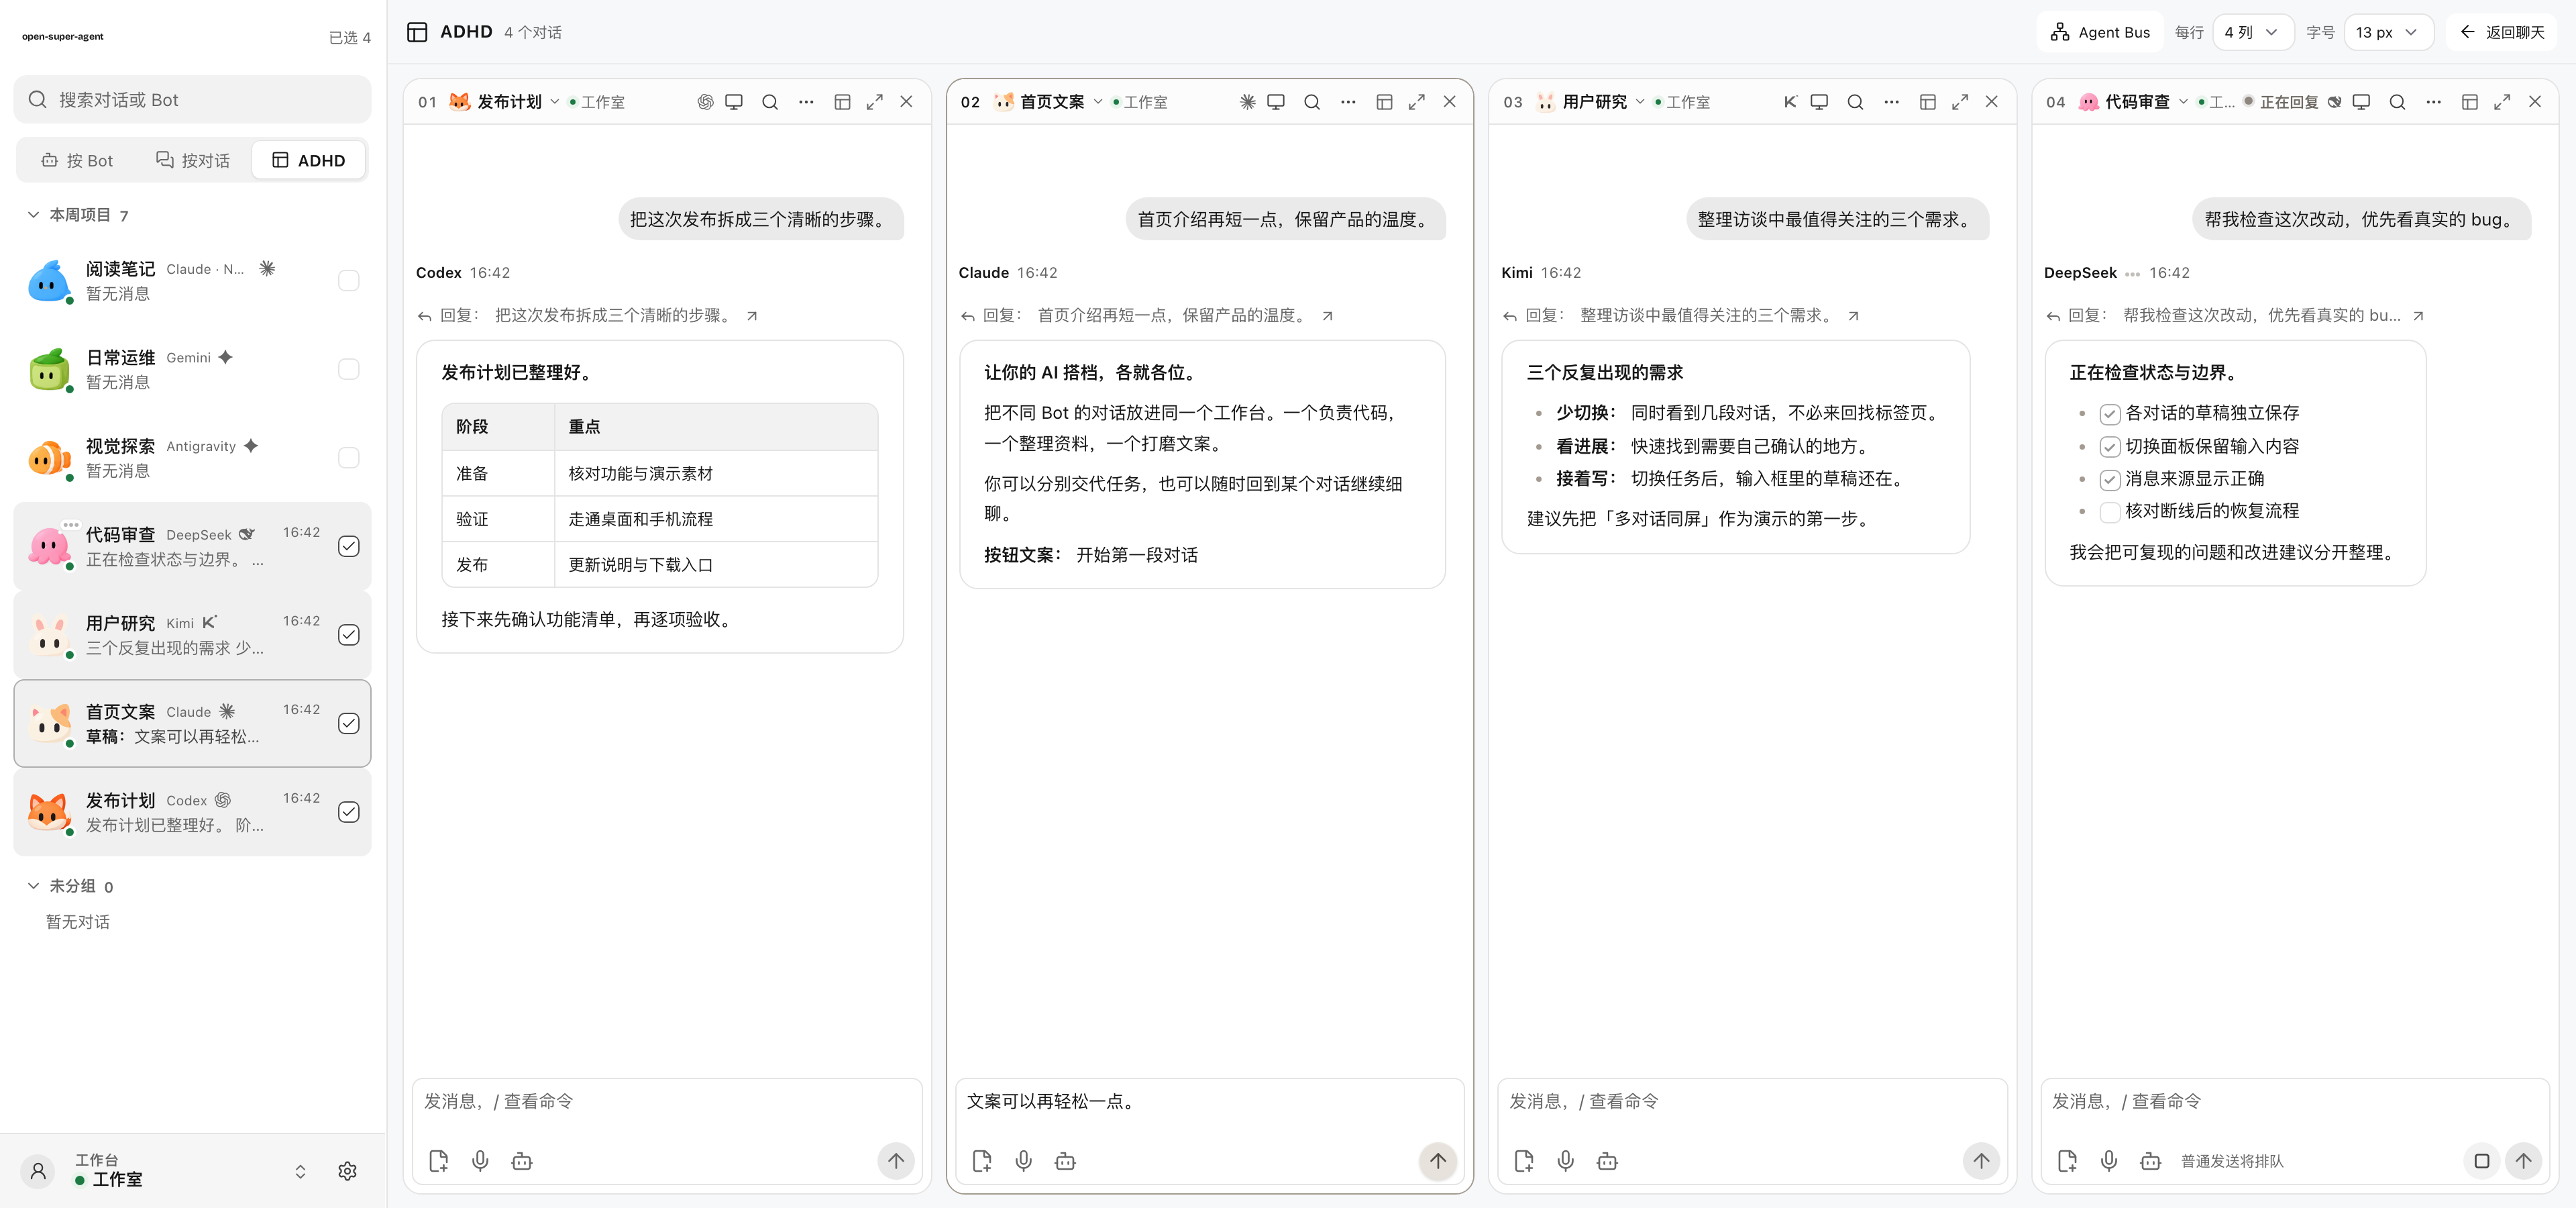 open-super-agent
已选 4
搜索对话或 Bot
按 Bot
按对话
ADHD
本周项目 7
阅读笔记 Claude · N...
暂无消息
日常运维 Gemini
暂无消息
视觉探索 Antigravity
暂无消息
代码审查 DeepSeek 16:42
正在检查状态与边界。 ...
用户研究 Kimi 16:42
三个反复出现的需求 少...
首页文案 Claude 16:42
草稿：文案可以再轻松...
发布计划 Codex 16:42
发布计划已整理好。 阶...
未分组 0
暂无对话
工作台
工作室
ADHD 4 个对话
Agent Bus
每行 4 列
字号 13 px
返回聊天
01 发布计划 工作室
把这次发布拆成三个清晰的步骤。
Codex 16:42
回复： 把这次发布拆成三个清晰的步骤。
发布计划已整理好。
阶段 重点
准备 核对功能与演示素材
验证 走通桌面和手机流程
发布 更新说明与下载入口
接下来先确认功能清单，再逐项验收。
发消息，/ 查看命令
02 首页文案 工作室
首页介绍再短一点，保留产品的温度。
Claude 16:42
回复： 首页介绍再短一点，保留产品的温度。
让你的 AI 搭档，各就各位。
把不同 Bot 的对话放进同一个工作台。一个负责代码，
一个整理资料，一个打磨文案。
你可以分别交代任务，也可以随时回到某个对话继续细
聊。
按钮文案： 开始第一段对话
文案可以再轻松一点。
03 用户研究 工作室
整理访谈中最值得关注的三个需求。
Kimi 16:42
回复： 整理访谈中最值得关注的三个需求。
三个反复出现的需求
少切换： 同时看到几段对话，不必来回找标签页。
看进展： 快速找到需要自己确认的地方。
接着写： 切换任务后，输入框里的草稿还在。
建议先把「多对话同屏」作为演示的第一步。
发消息，/ 查看命令
04 代码审查 工... 正在回复
帮我检查这次改动，优先看真实的 bug。
DeepSeek 16:42
回复： 帮我检查这次改动，优先看真实的 bu...
正在检查状态与边界。
各对话的草稿独立保存
切换面板保留输入内容
消息来源显示正确
核对断线后的恢复流程
我会把可复现的问题和改进建议分开整理。
发消息，/ 查看命令
普通发送将排队